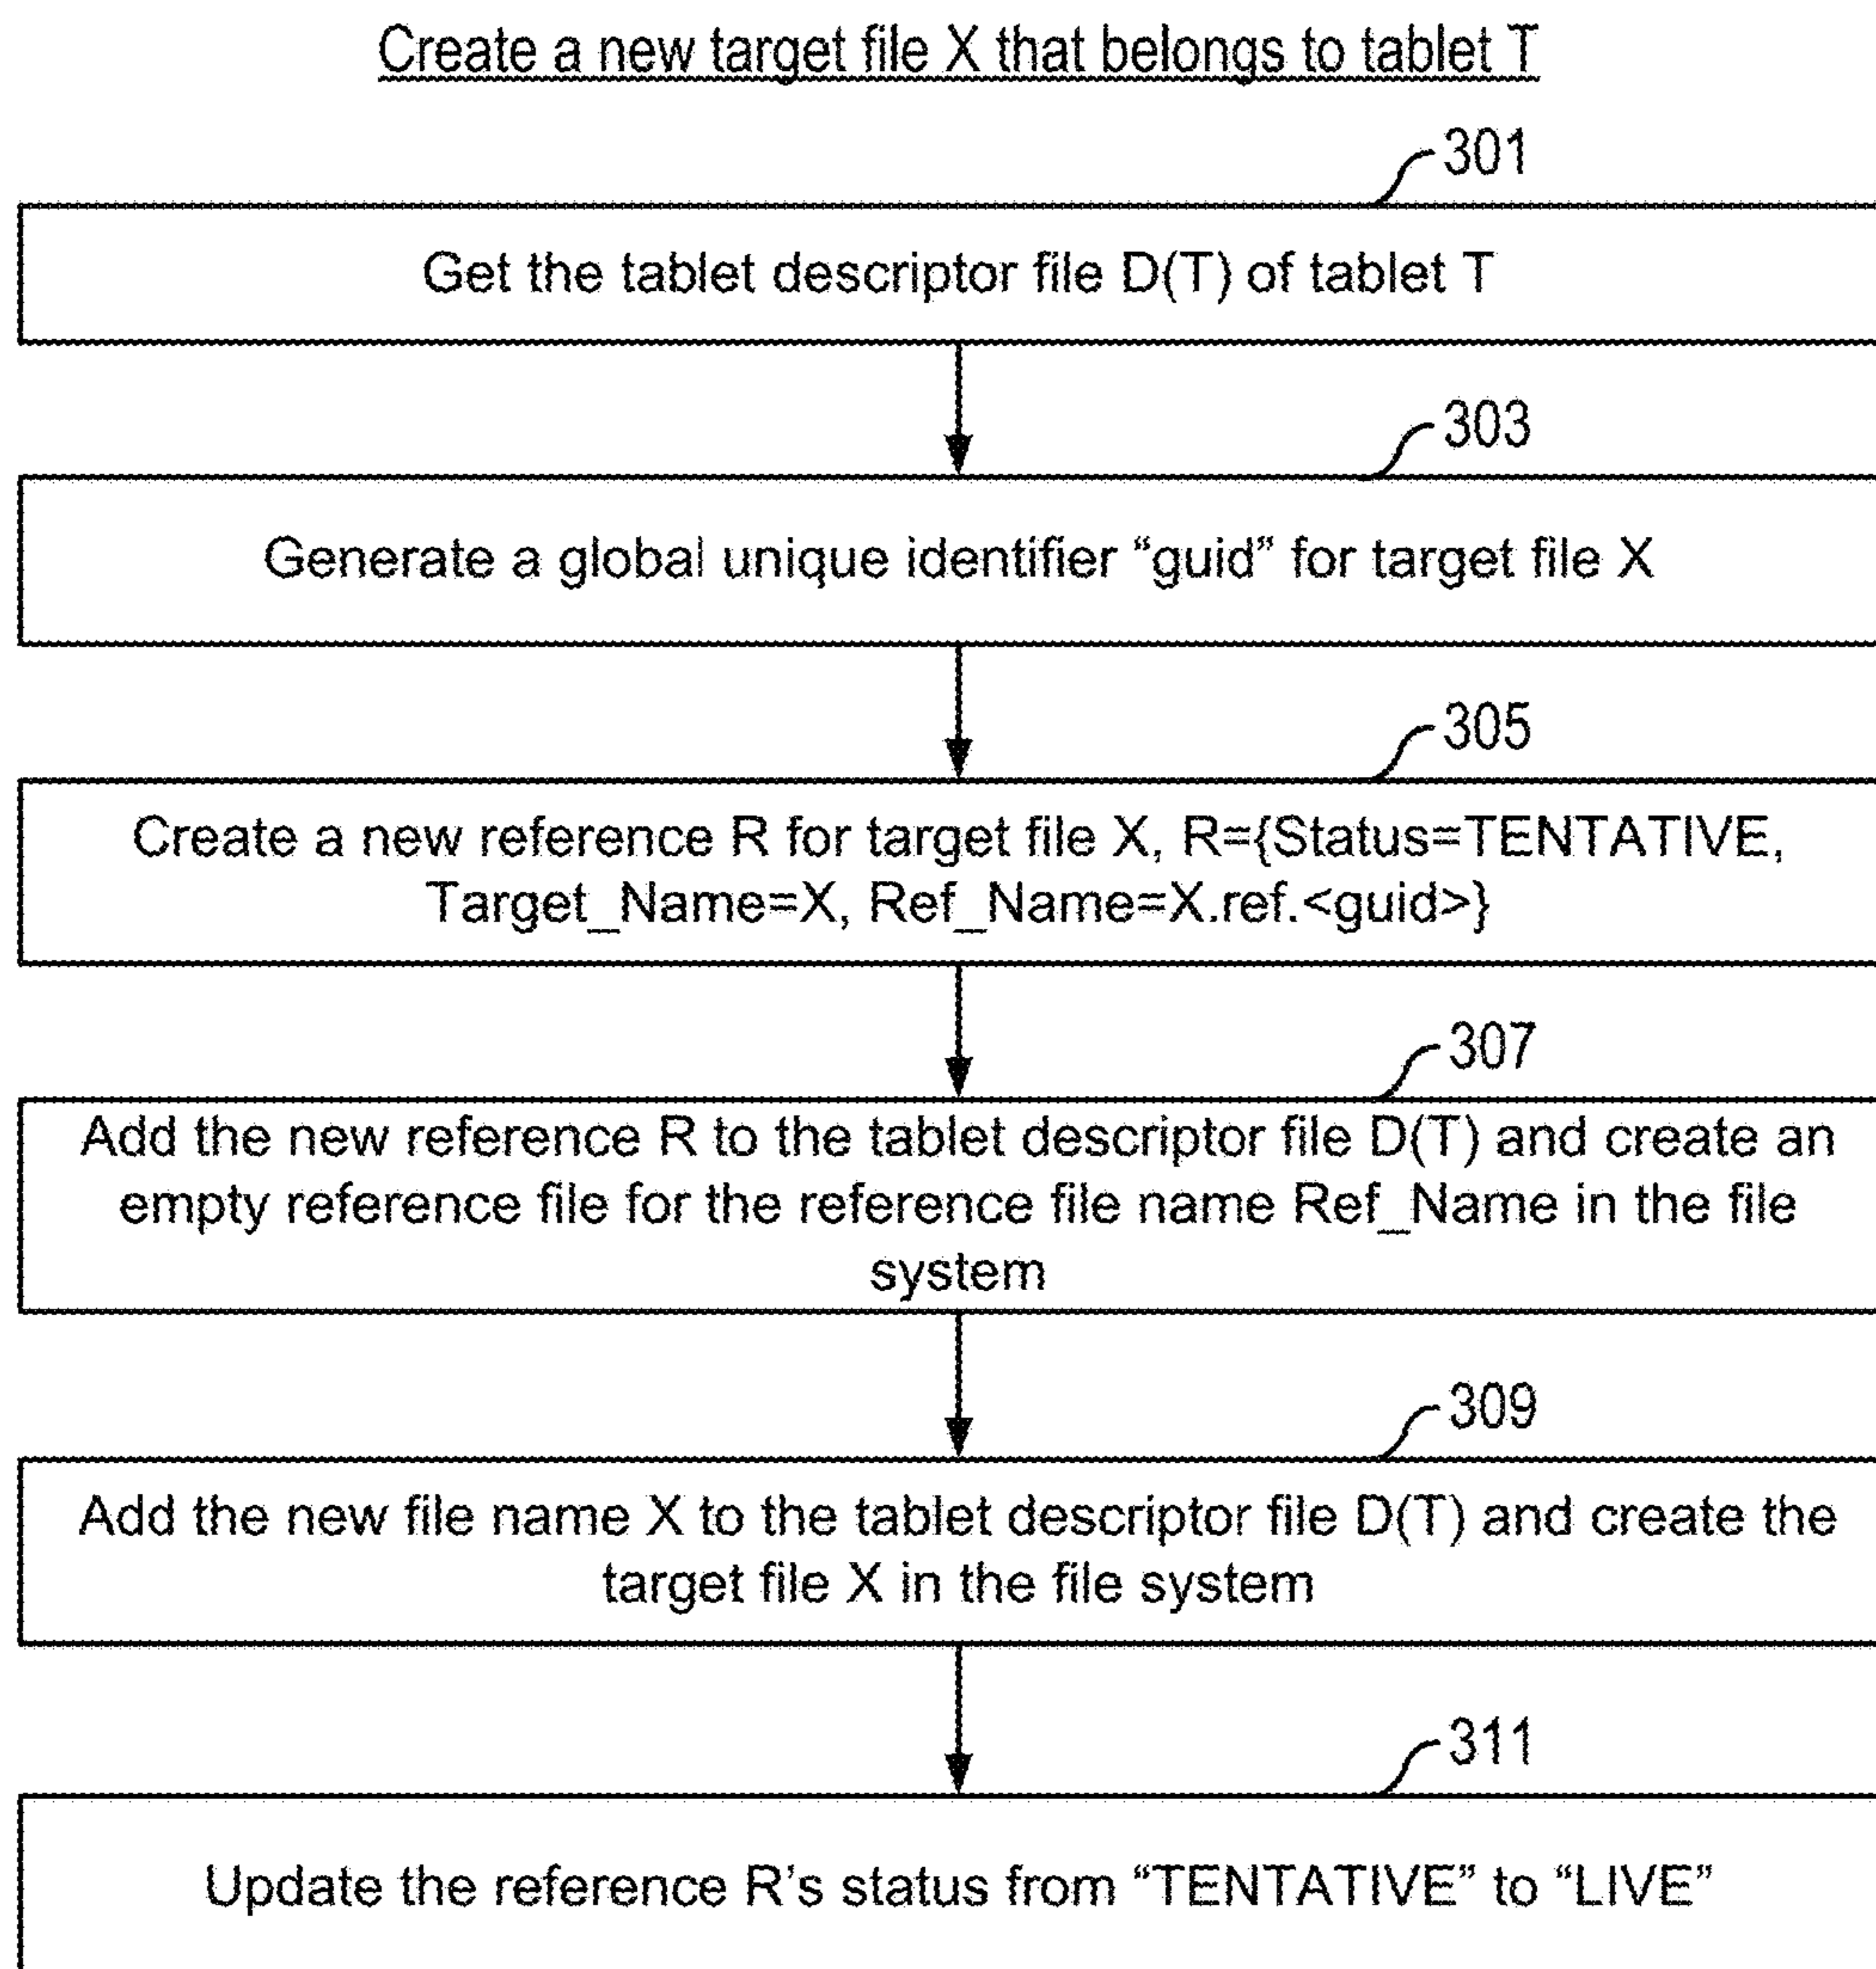 Create a new target file X that belongs to tablet T
301
Get the tablet descriptor file D(T) of tablet T
303
Generate a global unique identifier “guid” for target file X
305
Create a new reference R for target file X, R={Status=TENTATIVE,
Target_Name=X, Ref_Name=X.ref.<guid>}
307
Add the new reference R to the tablet descriptor file D(T) and create an
empty reference file for the reference file name Ref_Name in the file
system
309
Add the new file name X to the tablet descriptor file D(T) and create the
target file X in the file system
311
Update the reference R’s status from “TENTATIVE” to “LIVE”